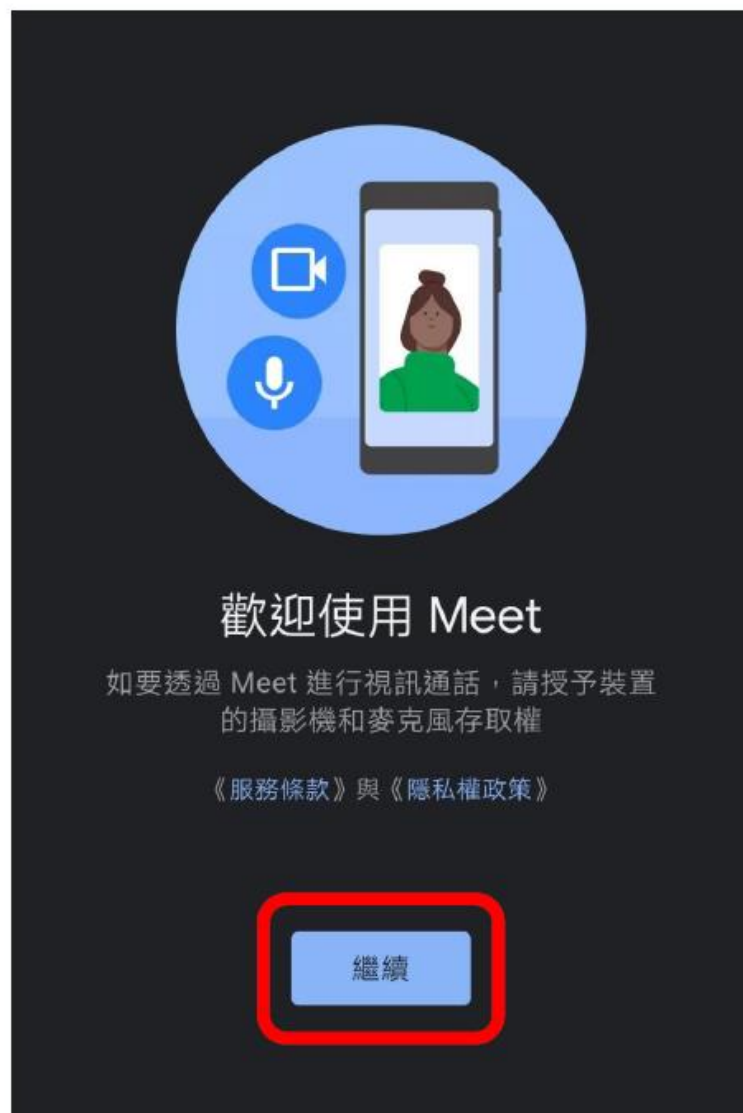 歡迎使用 Meet
如要透過 Meet 進行視訊通話，請授予裝置
的攝影機和麥克風存取權
《服務條款》與《隱私權政策》
繼續